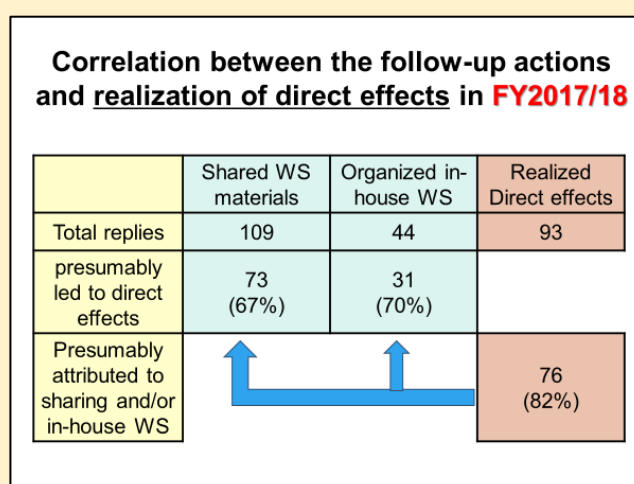 Correlation between the follow-up actions
and realization of direct effects in FY2017/18
Shared WS
materials
Organized in-
house WS
Realized
Direct effects
Total replies
109
44
93
presumably
led to direct
effects
73
(67%)
31
(70%)
Presumably
attributed to
sharing and/or
in-house WS
76
(82%)